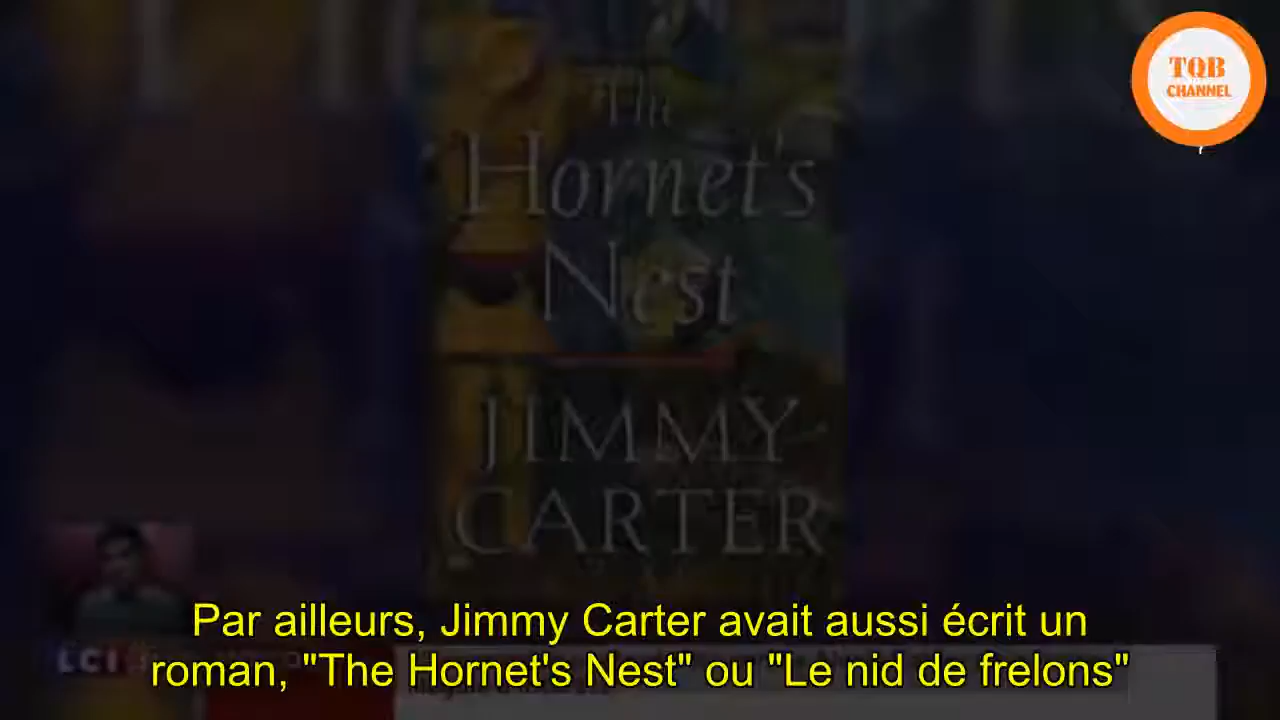 TQB
CHANNEL
The
Hornet's
Nest
JIMMY
CARTER
LCI
Par ailleurs, Jimmy Carter avait aussi écrit un
roman, "The Hornet's Nest" ou "Le nid de frelons"